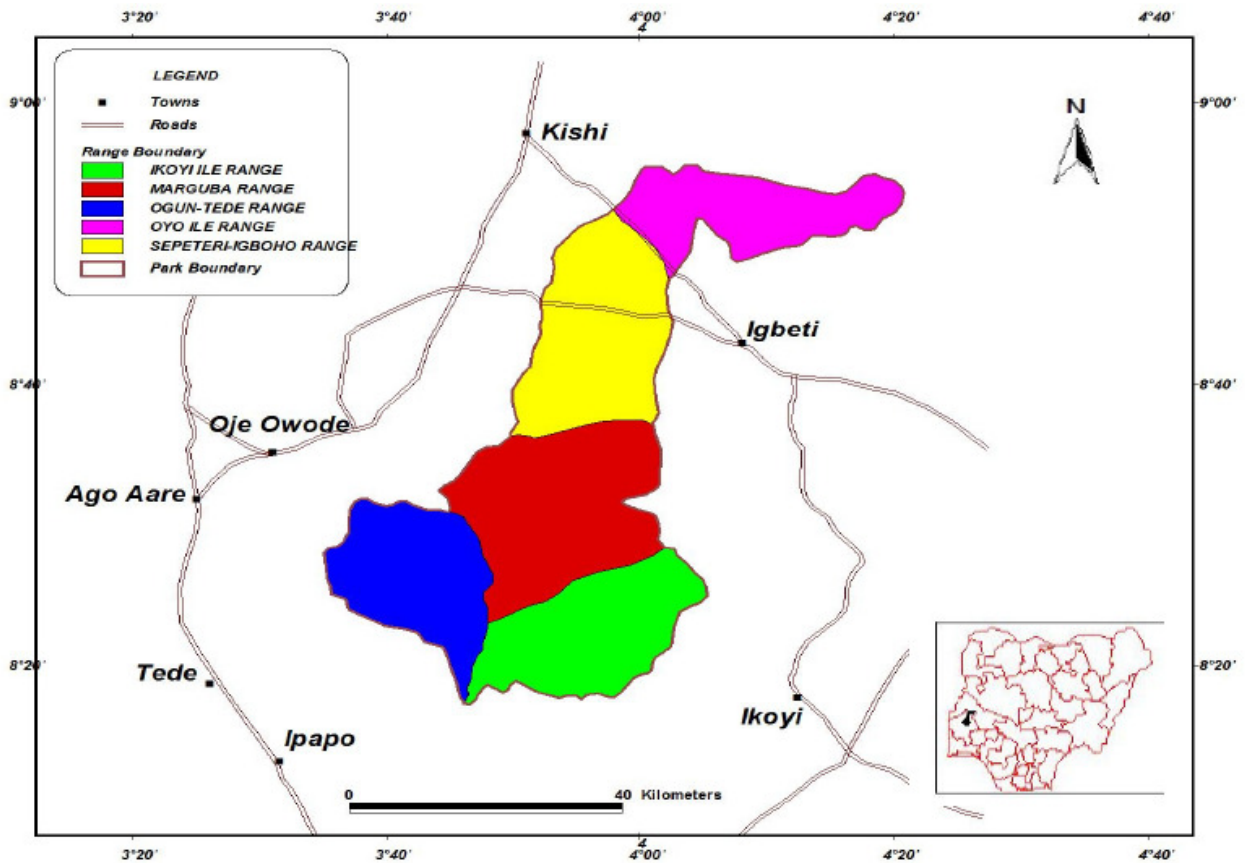 3°20' 3°40' 4°00' 4°20' 4°40'
4
LEGEND
Towns
Roads
Range Boundary
IKOYI ILE RANGE
MARGUBA RANGE
OGUN-TEDE RANGE
OYO ILE RANGE
SEPETERI-IGBOHO RANGE
Park Boundary
9°00' 9°00'
N
Kishi
Igbeti
8°40' 8°40'
Oje Owode
Ago Aare
8°20' 8°20'
Tede
Ikoyi
Ipapo
0 40 Kilometers
4
3°20' 3°40' 4°00' 4°20' 4°40'